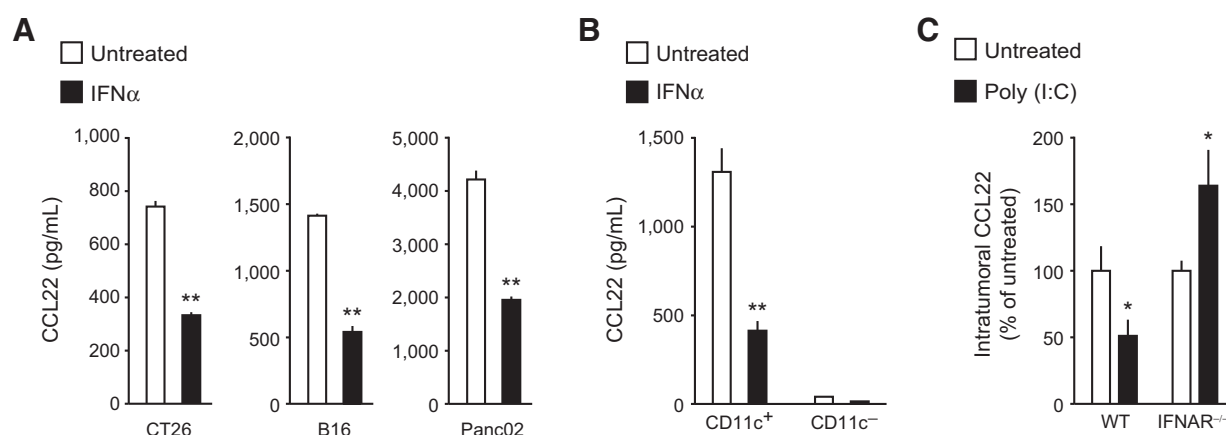 A
Untreated
IFNα
CCL22 (pg/mL)
1,000
800
600
400
200
0
**
CT26
2,000
1,500
1,000
500
0
**
B16
5,000
4,000
3,000
2,000
1,000
0
**
Panc02
B
Untreated
IFNα
CCL22 (pg/mL)
1,500
1,000
500
0
**
CD11c+
CD11c–
C
Untreated
Poly (I:C)
Intratumoral CCL22
(% of untreated)
200
150
100
50
0
*
*
WT
IFNAR–/–